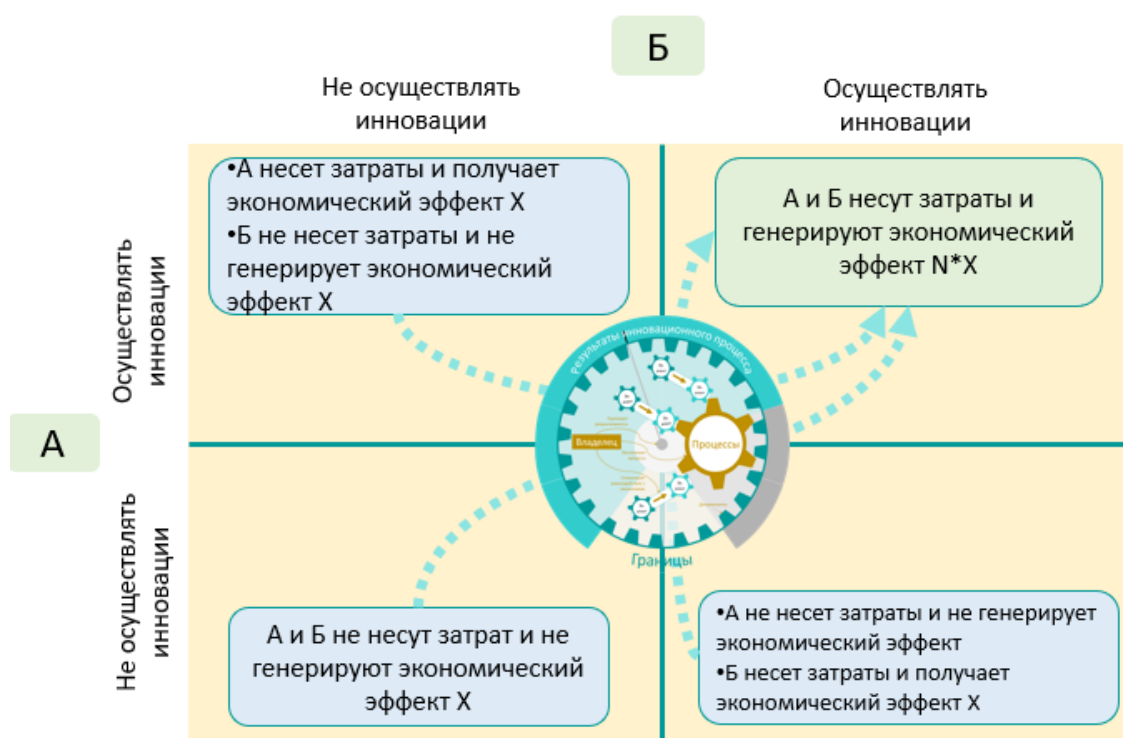 Б
Не осуществлять
инновации
Осуществлять
инновации
•А несет затраты и получает
экономический эффект X
•Б не несет затраты и не
генерирует экономический
эффект X
А и Б несут затраты и
генерируют экономический
эффект N*X
Осуществлять
инновации
Результаты инновационного процесса
Владелец
Процессы
А
Границы
Не осуществлять
инновации
А и Б не несут затрат и не
генерируют экономический
эффект X
•А не несет затраты и не генерирует
экономический эффект
•Б несет затраты и получает
экономический эффект X